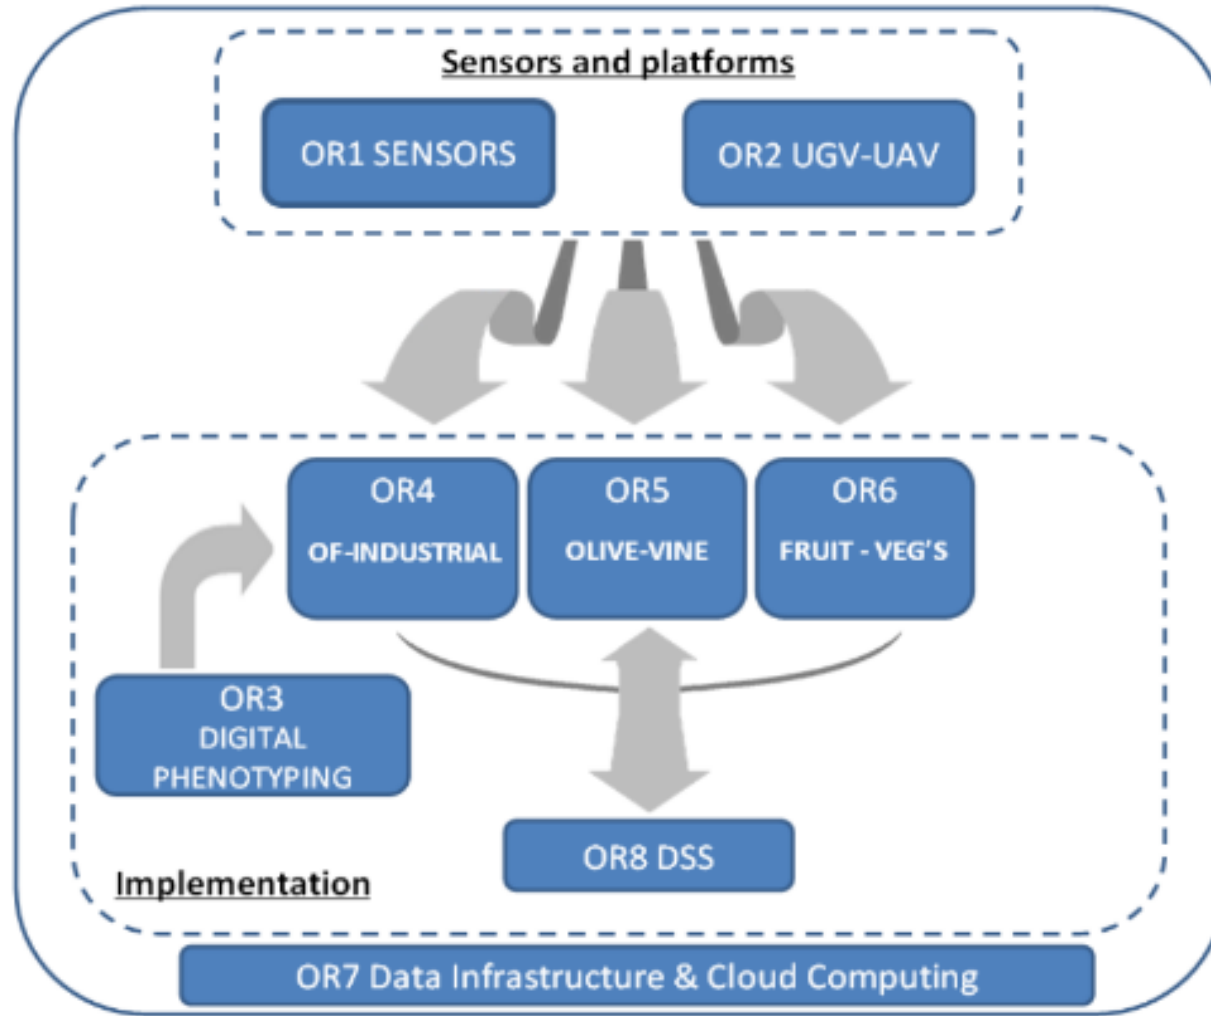 Sensors and platforms
OR1 SENSORS
OR2 UGV-UAV
OR4
OF-INDUSTRIAL
OR5
OLIVE-VINE
OR6
FRUIT - VEG'S
OR3
DIGITAL
PHENOTYPING
OR8 DSS
Implementation
OR7 Data Infrastructure & Cloud Computing